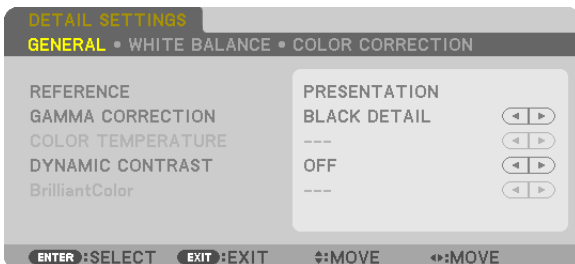 DETAIL SETTINGS
GENERAL • WHITE BALANCE • COLOR CORRECTION
REFERENCE PRESENTATION
GAMMA CORRECTION BLACK DETAIL
COLOR TEMPERATURE ---
DYNAMIC CONTRAST OFF
BrilliantColor ---
ENTER:SELECT EXIT:EXIT :MOVE :MOVE